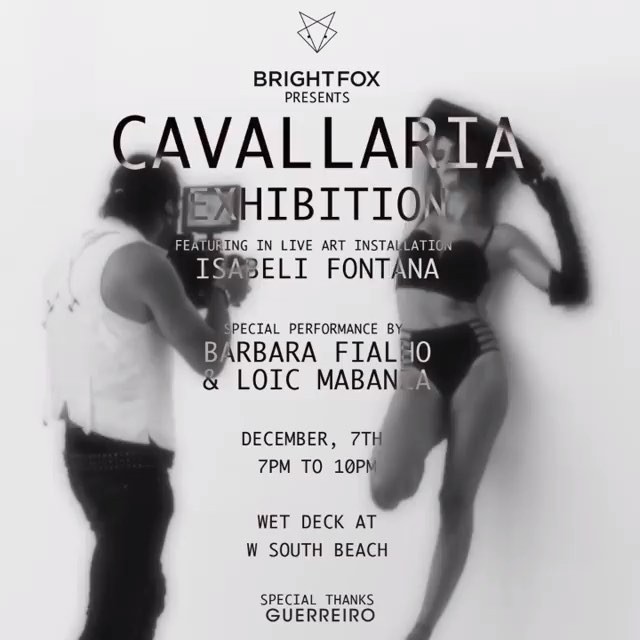 BRIGHTFOX
PRESENTS
CAVALLARIA
EXHIBITION
FEATURING IN LIVE ART INSTALLATION
ISABELI FONTANA
SPECIAL PERFORMANCE BY
BARBARA FIALHO
& LOIC MABANZA
DECEMBER, 7TH
7PM TO 10PM
WET DECK AT
W SOUTH BEACH
SPECIAL THANKS
GUERREIRO